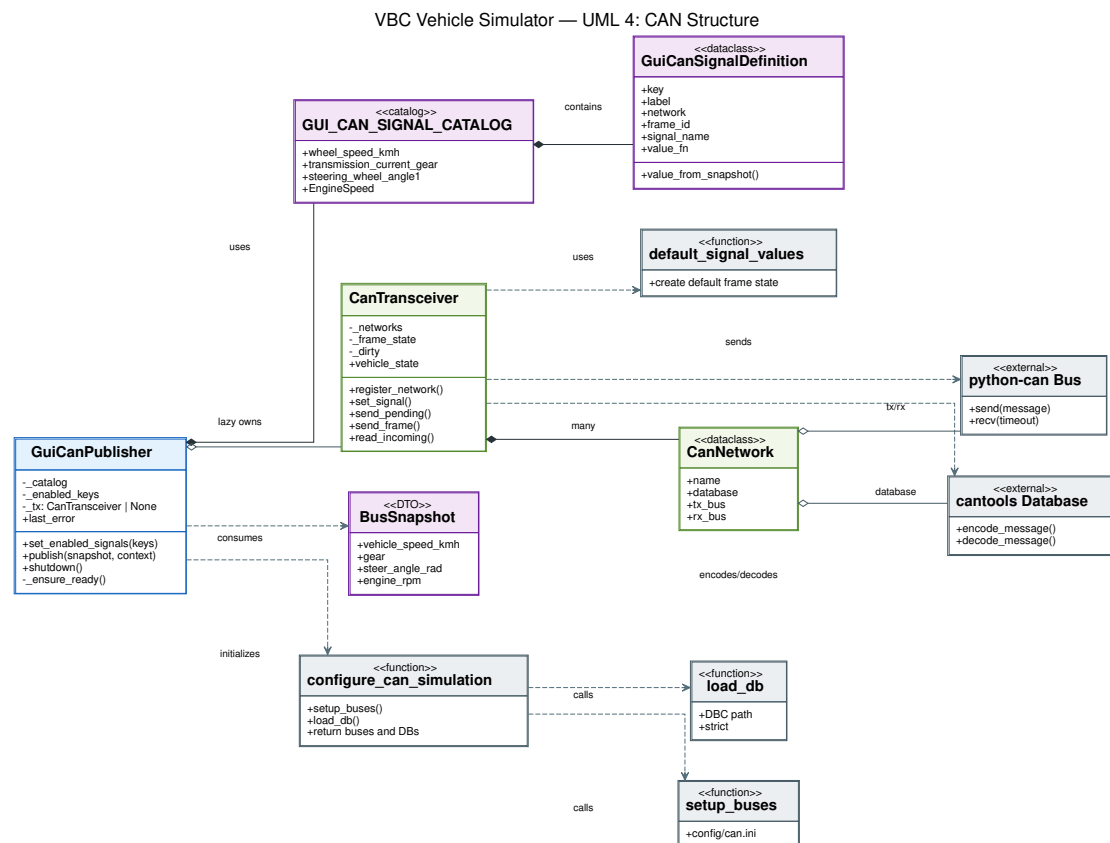 VBC Vehicle Simulator — UML 4: CAN Structure
<<dataclass>>
GuiCanSignalDefinition
+key
+label
+network
+frame_id
+signal_name
+value_fn
+value_from_snapshot()
contains
<<catalog>>
GUI_CAN_SIGNAL_CATALOG
+wheel_speed_kmh
+transmission_current_gear
+steering_wheel_angle1
+EngineSpeed
uses
<<function>>
default_signal_values
+create default frame state
uses
CanTransceiver
-_networks
-_frame_state
-_dirty
+vehicle_state
+register_network()
+set_signal()
+send_pending()
+send_frame()
+read_incoming()
sends
<<external>>
python-can Bus
+send(message)
+recv(timeout)
tx/rx
lazy owns
many
GuiCanPublisher
-_catalog
-_enabled_keys
-_tx: CanTransceiver | None
+last_error
+set_enabled_signals(keys)
+publish(snapshot, context)
+shutdown()
-_ensure_ready()
<<dataclass>>
CanNetwork
+name
+database
+tx_bus
+rx_bus
database
<<external>>
cantools Database
+encode_message()
+decode_message()
consumes
<<DTO>>
BusSnapshot
+vehicle_speed_kmh
+gear
+steer_angle_rad
+engine_rpm
encodes/decodes
initializes
<<function>>
configure_can_simulation
+setup_buses()
+load_db()
+return buses and DBs
calls
<<function>>
load_db
+DBC path
+strict
calls
<<function>>
setup_buses
+config/can.ini